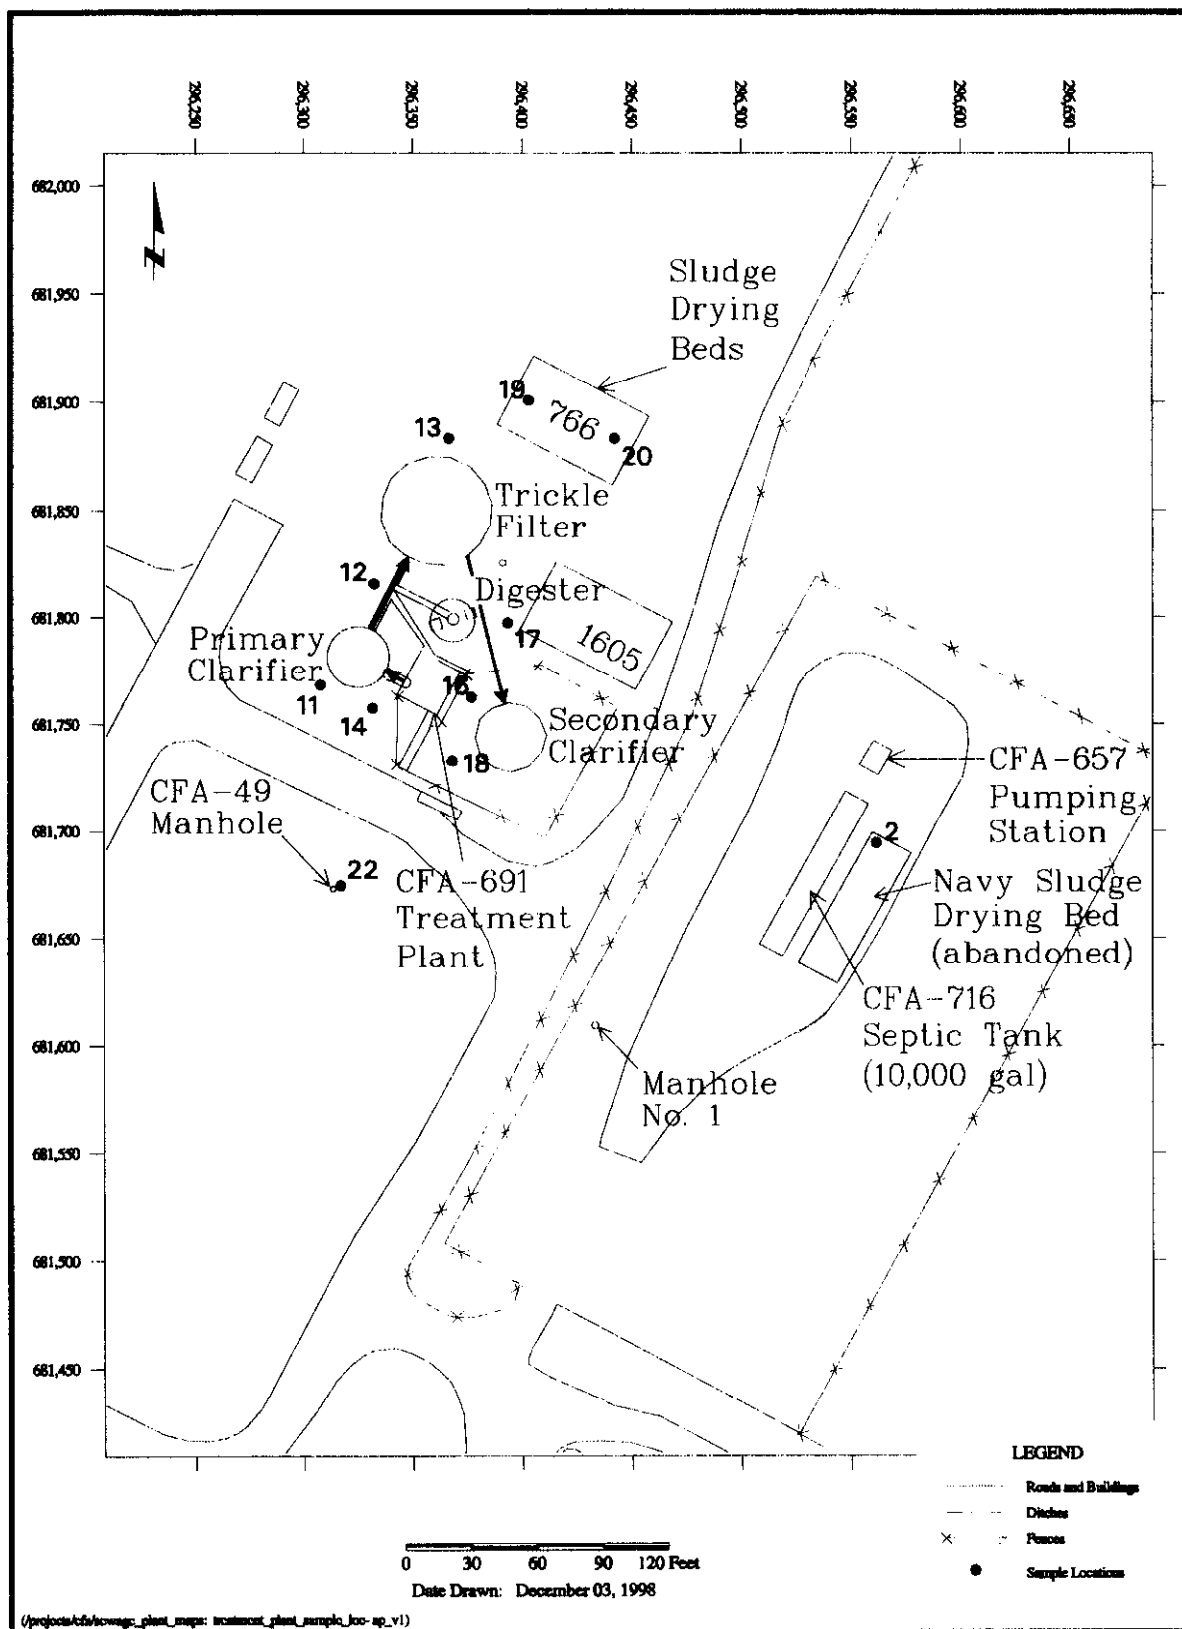 296,250
296,300
296,350
296,400
296,450
296,500
296,550
296,600
296,650
682,000
681,950
681,900
681,850
681,800
681,750
681,700
681,650
681,600
681,550
681,500
681,450
N
Sludge
Drying
Beds
19
766
20
13
Trickle
Filter
12
Digester
17
1605
Primary
Clarifier
11
14
16
18
Secondary
Clarifier
CFA-49
Manhole
22
CFA-691
Treatment
Plant
CFA-657
Pumping
Station
2
Navy Sludge
Drying Bed
(abandoned)
CFA-716
Septic Tank
(10,000 gal)
Manhole
No. 1
LEGEND
Roads and Buildings
Ditches
Fences
Sample Locations
0 30 60 90 120 Feet
Date Drawn: December 03, 1998
(/projects/cfa/sewage_plant_maps: treatment_plant_sample_loc-ap_v1)